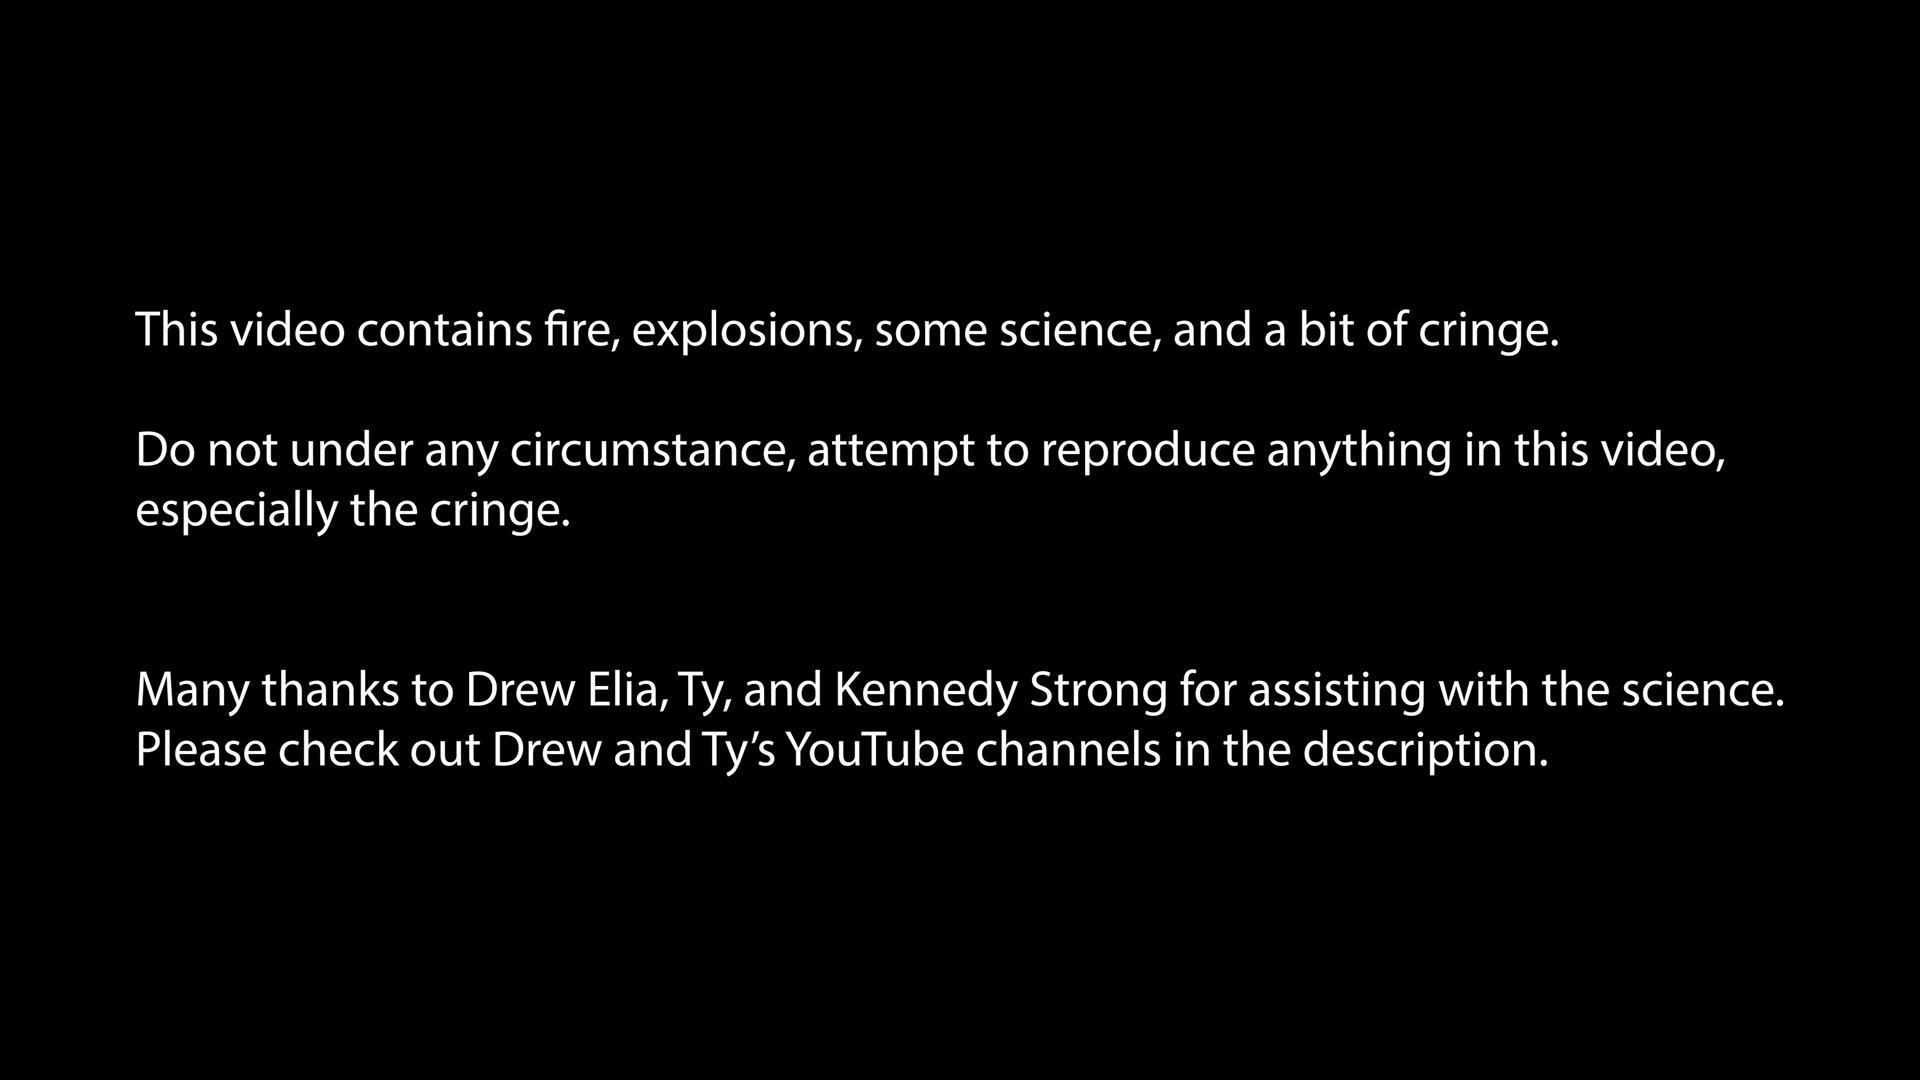 This video contains fire, explosions, some science, and a bit of cringe.
Do not under any circumstance, attempt to reproduce anything in this video,
especially the cringe.
Many thanks to Drew Elia, Ty, and Kennedy Strong for assisting with the science.
Please check out Drew and Ty’s YouTube channels in the description.